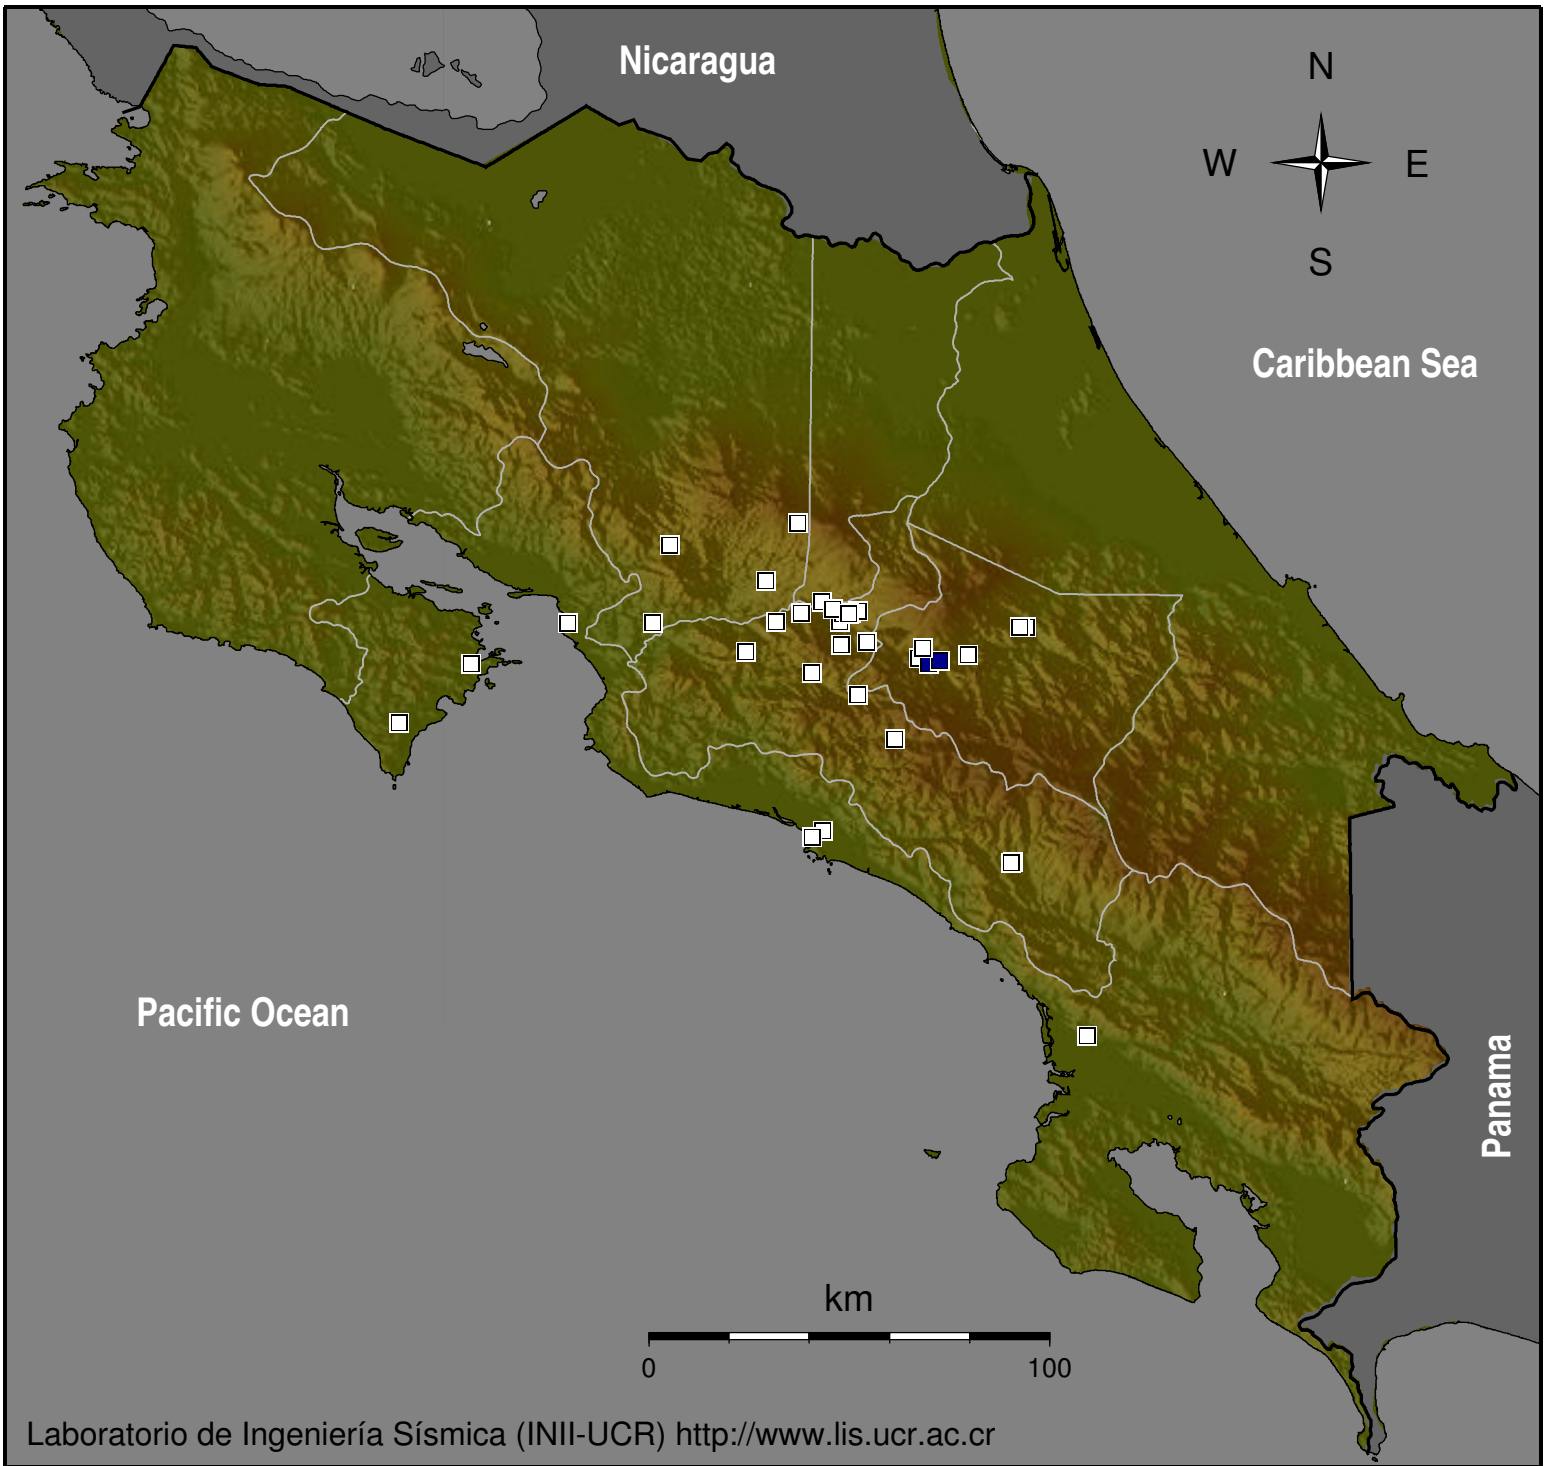 Nicaragua
N
W E
S
Caribbean Sea
Pacific Ocean
Panama
km
0 100
Laboratorio de Ingeniería Sísmica (INII-UCR) http://www.lis.ucr.ac.cr